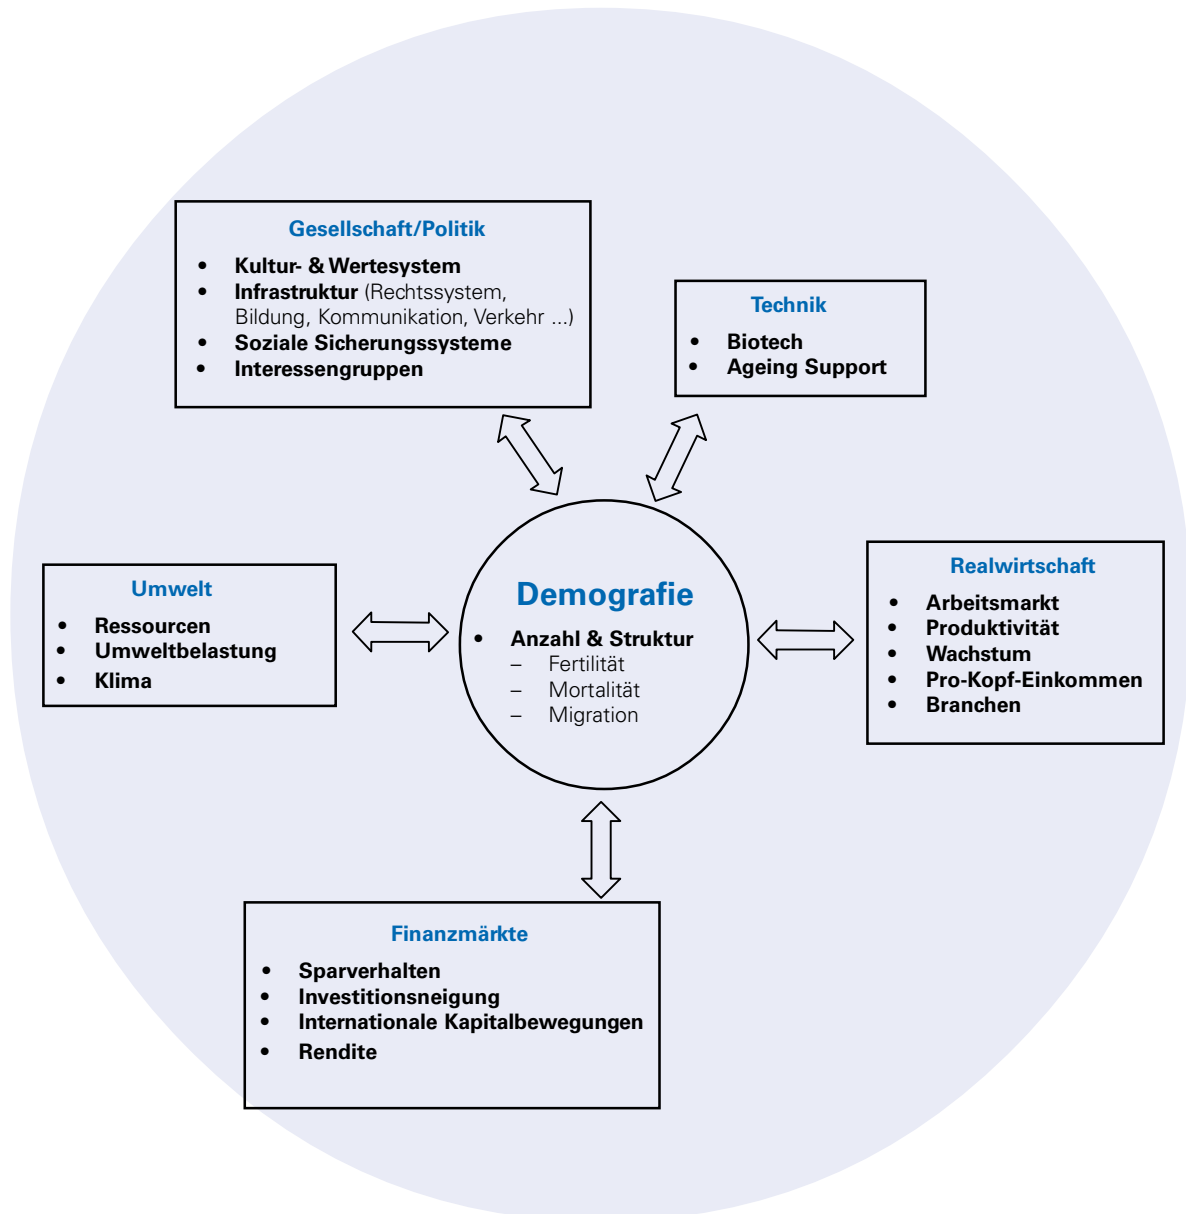 Gesellschaft/Politik
• Kultur- & Wertesystem
• Infrastruktur (Rechtssystem,
Bildung, Kommunikation, Verkehr ...)
• Soziale Sicherungssysteme
• Interessengruppen
Technik
• Biotech
• Ageing Support
Umwelt
• Ressourcen
• Umweltbelastung
• Klima
Demografie
• Anzahl & Struktur
– Fertilität
– Mortalität
– Migration
Realwirtschaft
• Arbeitsmarkt
• Produktivität
• Wachstum
• Pro-Kopf-Einkommen
• Branchen
Finanzmärkte
• Sparverhalten
• Investitionsneigung
• Internationale Kapitalbewegungen
• Rendite